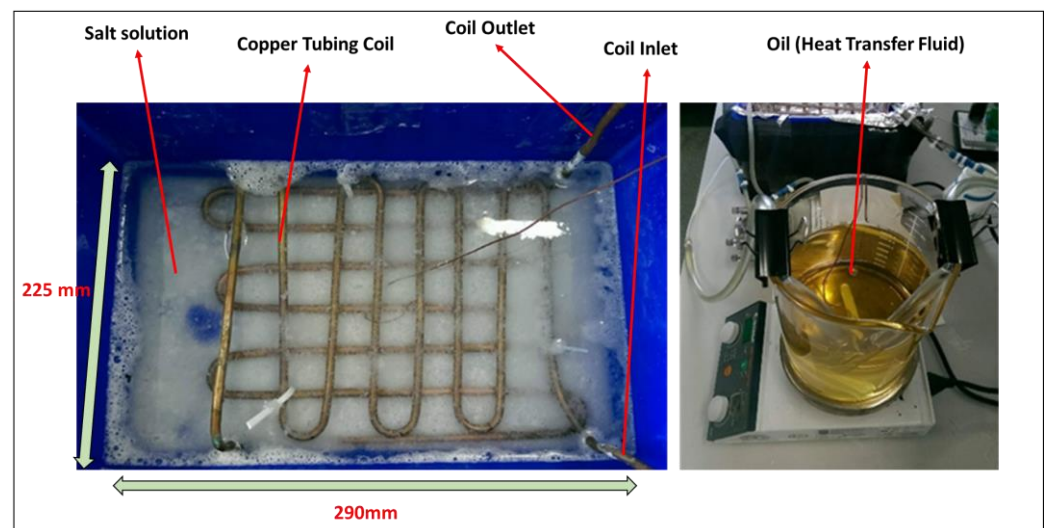 Salt solution
Copper Tubing Coil
Coil Outlet
Coil Inlet
Oil (Heat Transfer Fluid)
225 mm
290mm